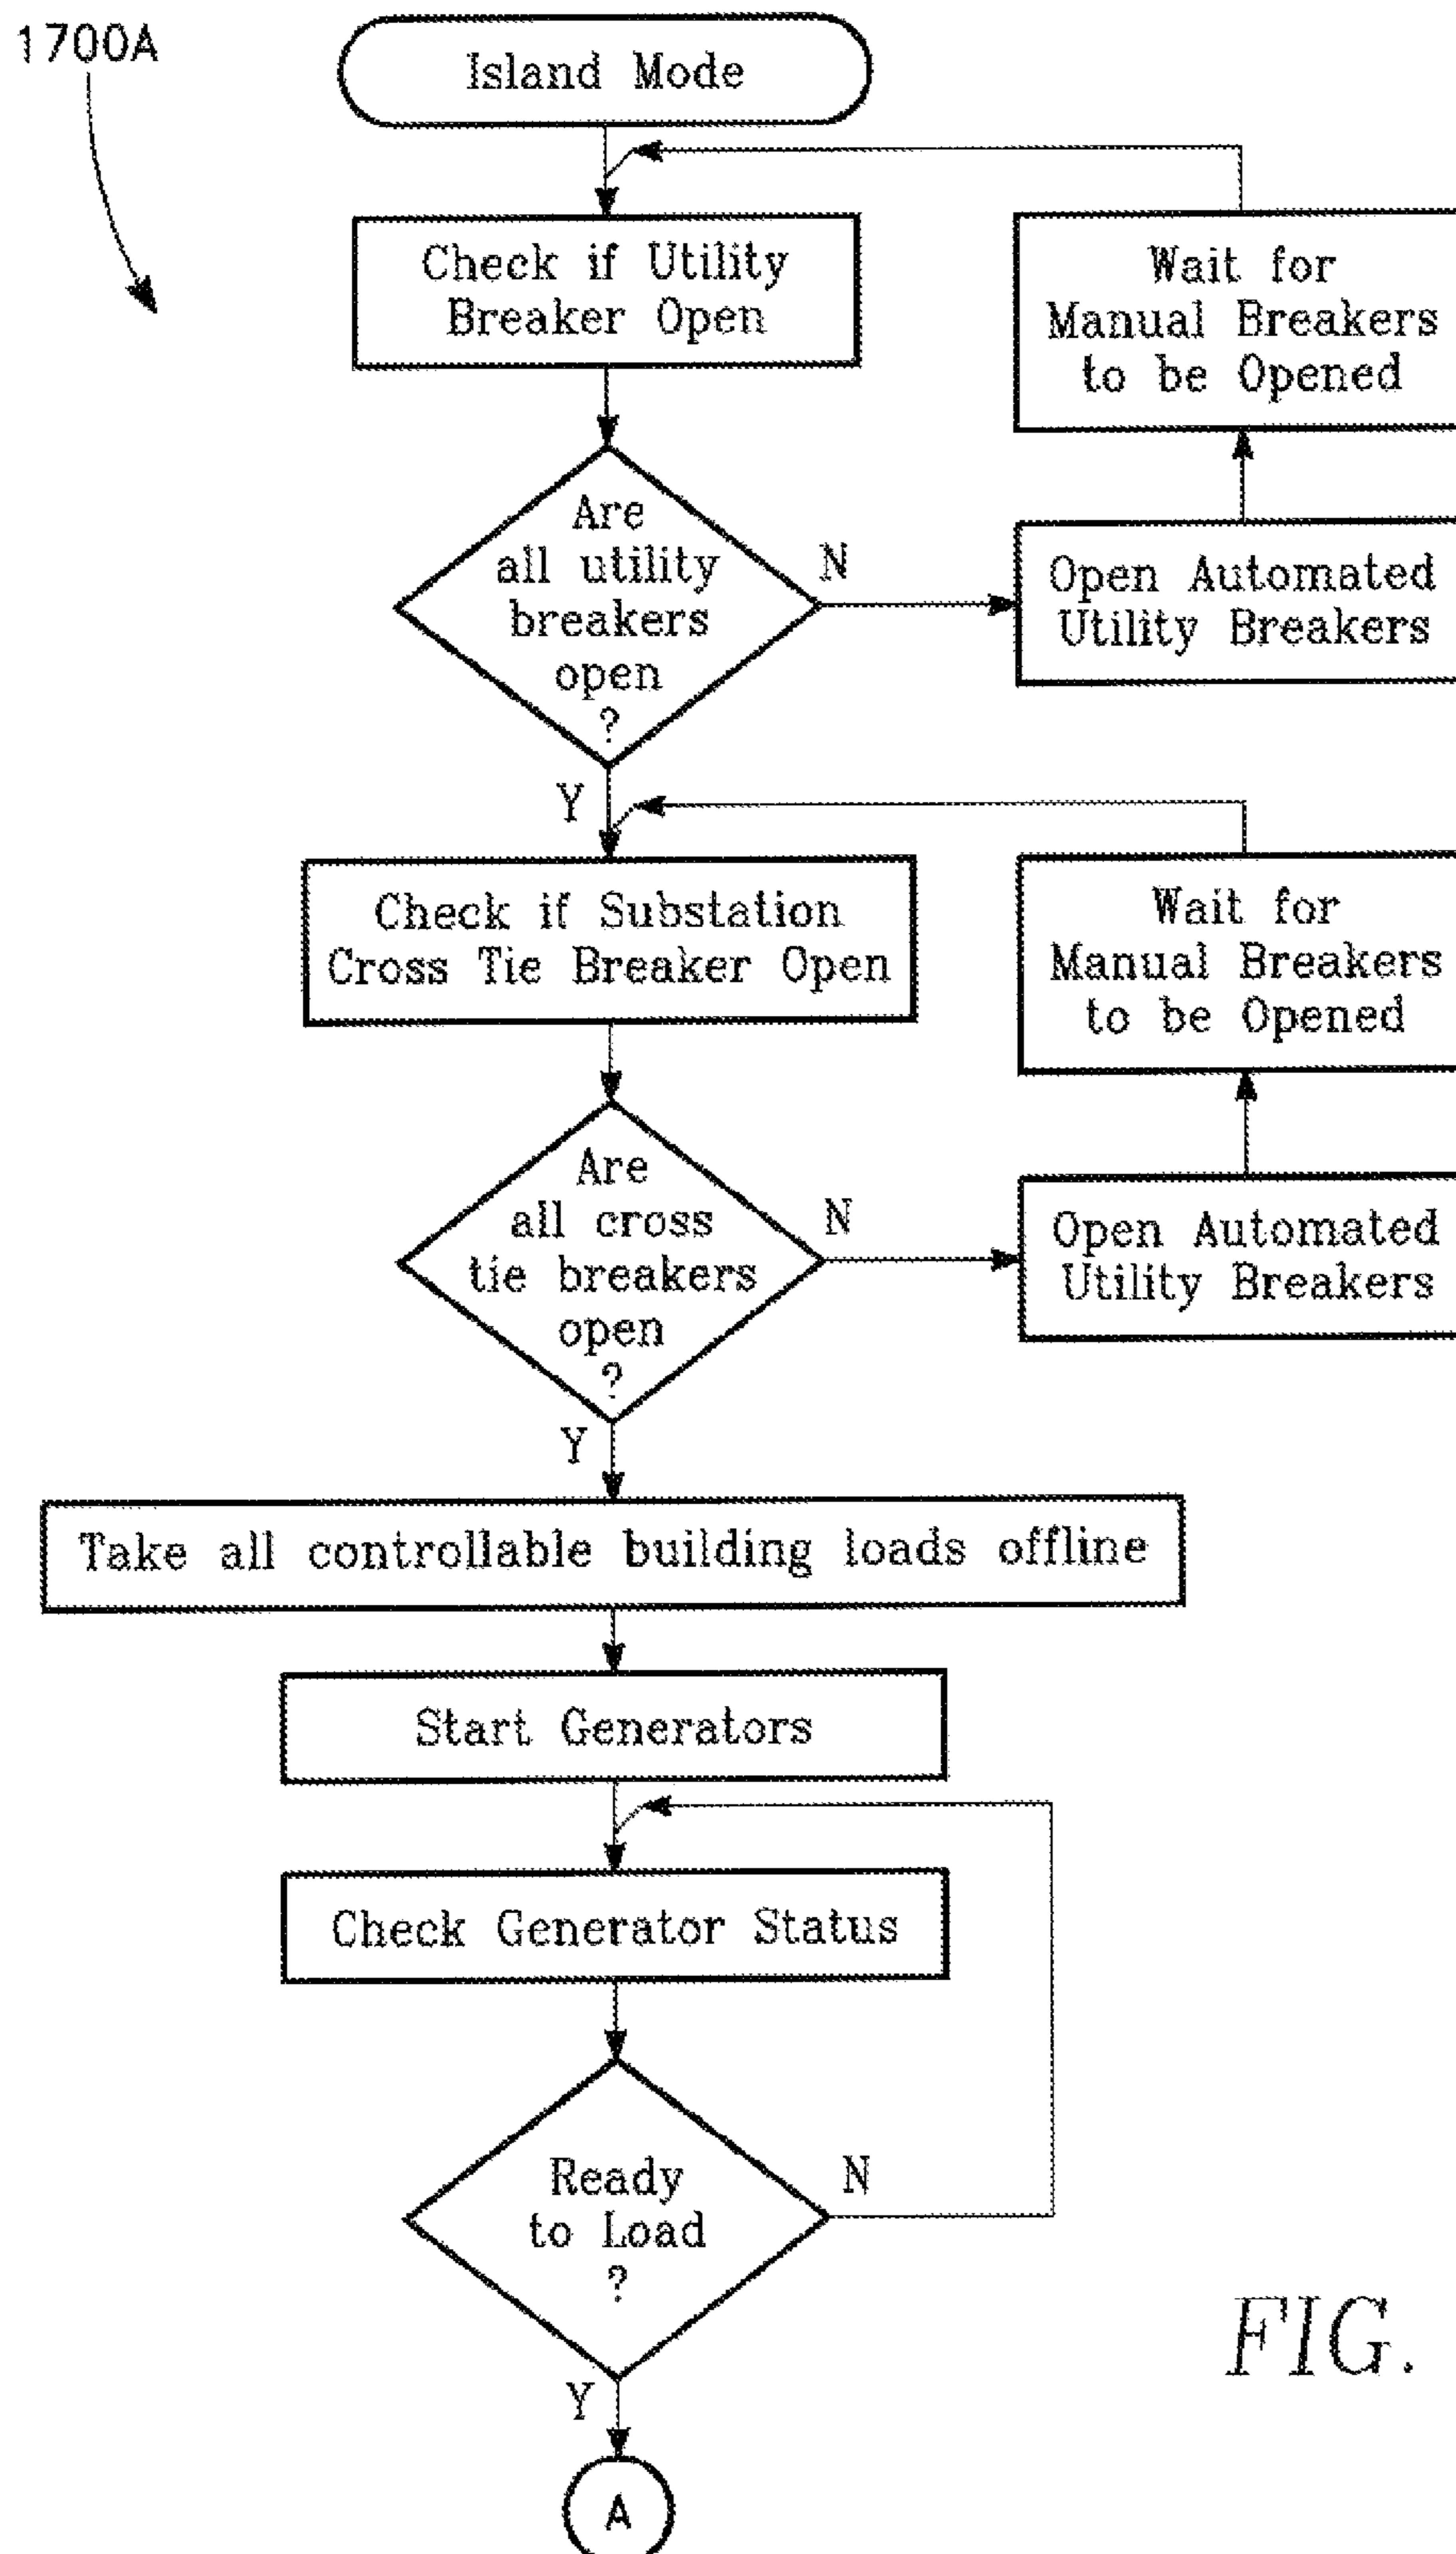 1700A
Island Mode
Check if Utility
Breaker Open
Wait for
Manual Breakers
to be Opened
Are
all utility
breakers
open
?
N
Open Automated
Utility Breakers
Y
Check if Substation
Cross Tie Breaker Open
Wait for
Manual Breakers
to be Opened
Are
all cross
tie breakers
open
?
N
Open Automated
Utility Breakers
Y
Take all controllable building loads offline
Start Generators
Check Generator Status
Ready
to Load
?
N
Y
A
FIG.